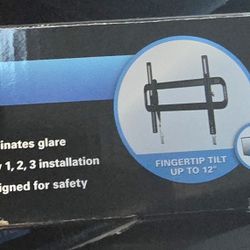 inates glare
1, 2, 3 installation
igned for safety
FINGERTIP TILT
UP TO 12°